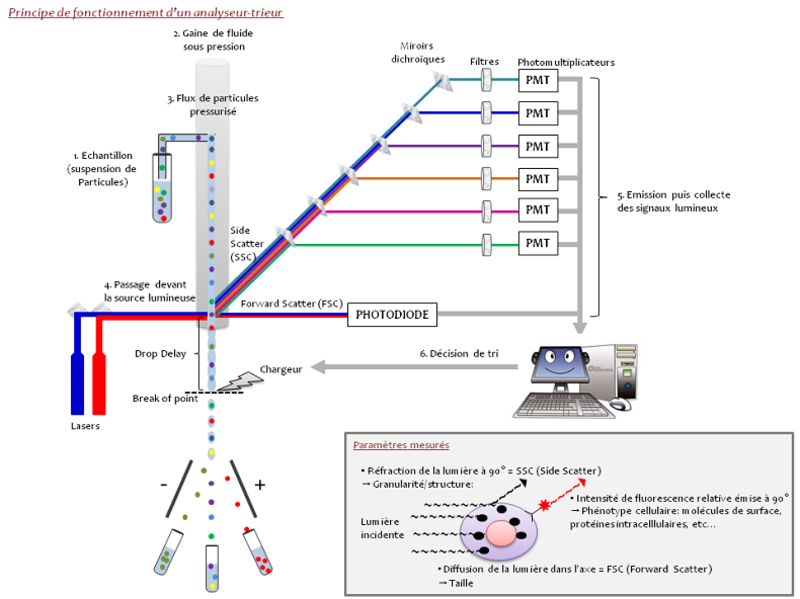 Principe de fonctionnement d'un analyseur-trieur
2. Gaine de fluide
sous pression
3. Flux de particules
pressurisé
1. Echantillon
(suspension de
Particules)
Miroirs
dichroïques
Filtres
Photomultiplicateurs
PMT
PMT
PMT
PMT
PMT
PMT
5. Emission puis collecte
des signaux lumineux
Side
Scatter
(SSC)
4. Passage devant
la source lumineuse
Forward Scatter (FSC)
PHOTODIODE
Drop Delay
6. Décision de tri
Chargeur
Break of point
Lasers
-
+
Paramètres mesurés
• Réfraction de la lumière à 90° = SSC (Side Scatter)
→ Granularité/structure:
• Intensité de fluorescence relative émise à 90°
→ Phénotype cellulaire: molécules de surface,
protéines intracelllulaires, etc...
Lumière
incidente
• Diffusion de la lumière dans l'axe = FSC (Forward Scatter)
→ Taille